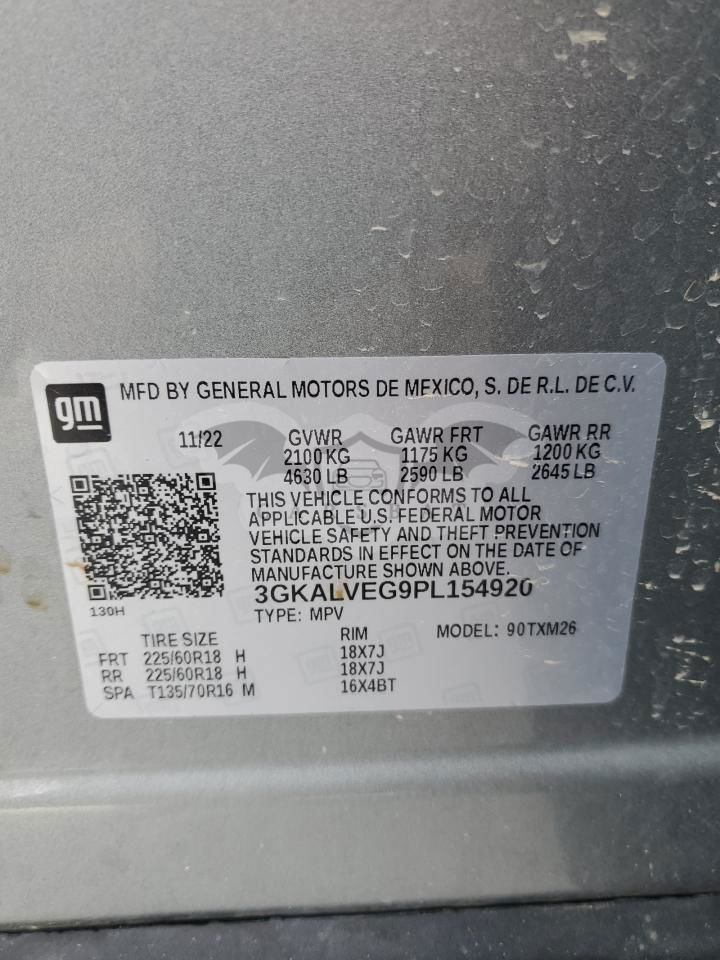 gm
MFD BY GENERAL MOTORS DE MEXICO, S. DE R.L. DE C.V.
11/22 GVWR GAWR FRT GAWR RR
2100 KG 1175 KG 1200 KG
4630 LB 2590 LB 2645 LB
THIS VEHICLE CONFORMS TO ALL
APPLICABLE U.S. FEDERAL MOTOR
VEHICLE SAFETY AND THEFT PREVENTION
STANDARDS IN EFFECT ON THE DATE OF
MANUFACTURE SHOWN ABOVE.
3GKALVEG9PL154920
130H
TYPE: MPV
TIRE SIZE RIM MODEL: 90TXM26
FRT 225/60R18 H 18X7J
RR 225/60R18 H 18X7J
SPA T135/70R16 M 16X4BT